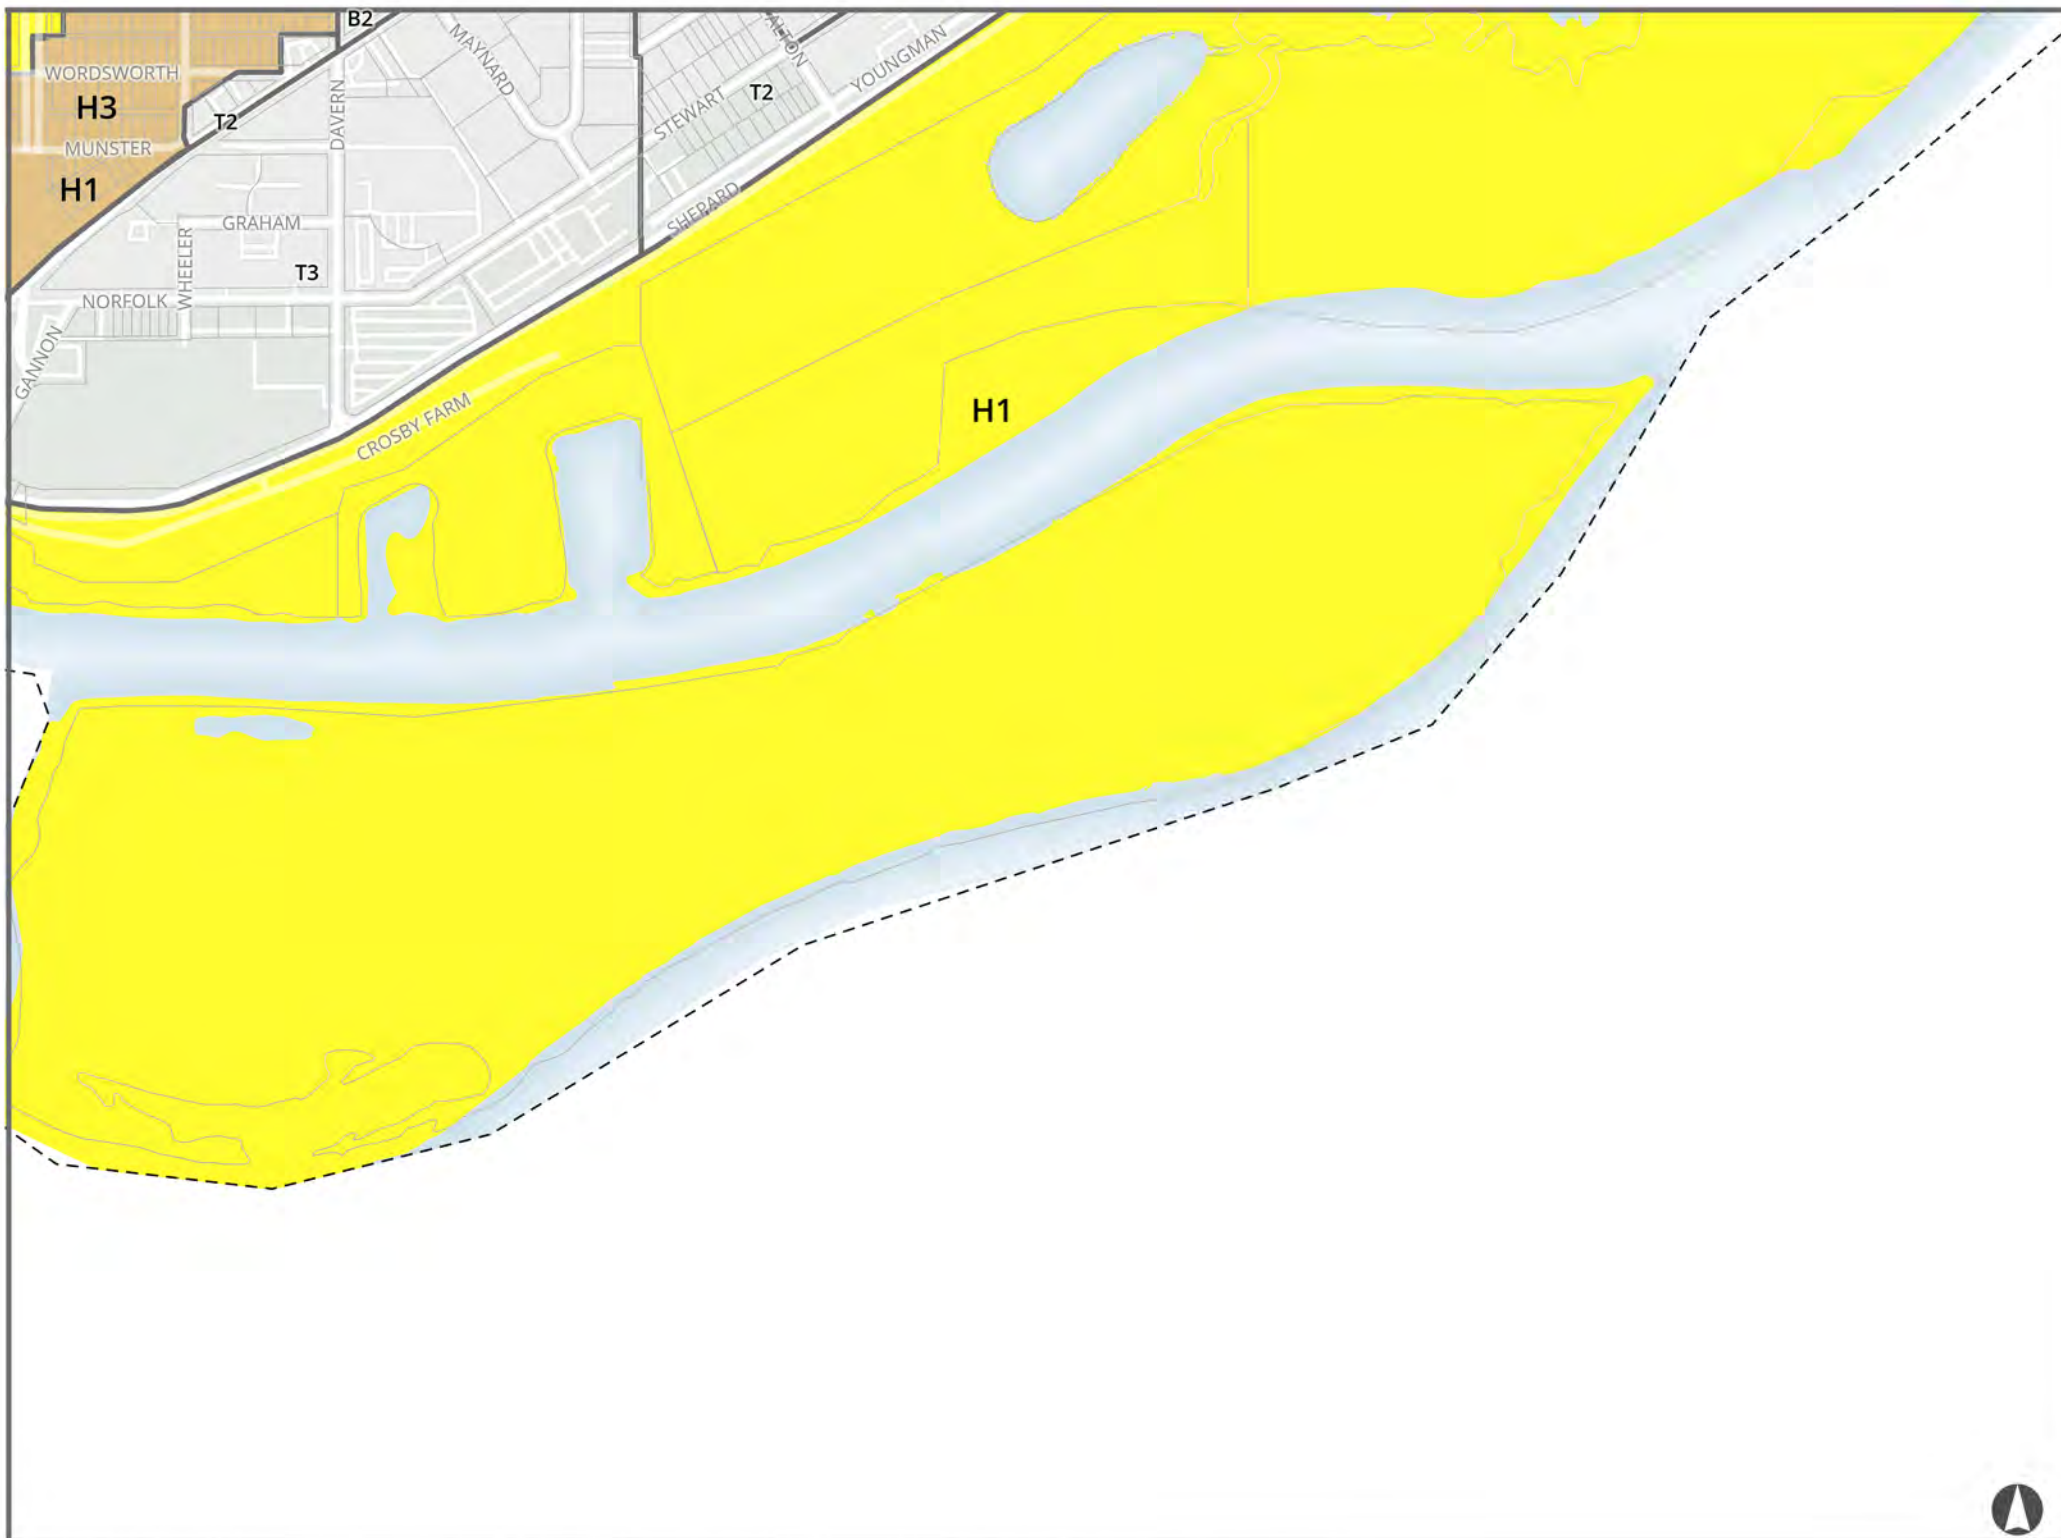 B2
MAYNARD
ALTON
YOUNGMAN
WORDSWORTH
H3
DAVERN
T2
STEWART
T2
MUNSTER
H1
SHEPARD
GRAHAM
WHEELER
T3
NORFOLK
GANNON
CROSBY FARM
H1